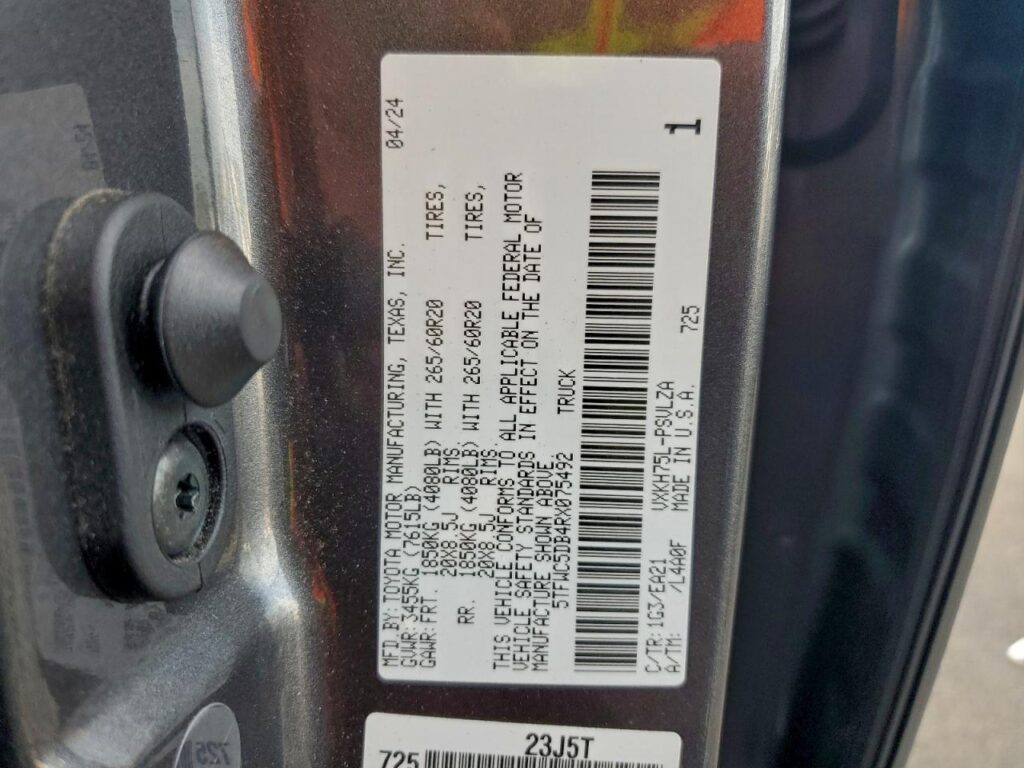 MFD.BY:TOYOTA MOTOR MANUFACTURING, TEXAS, INC. 04/24
GVWR:3455KG (7615LB)
GAWR:FRT. 1850KG (4080LB) WITH 265/60R20 TIRES,
20X8.5J RIMS.
RR. 1850KG (4080LB) WITH 265/60R20 TIRES,
20X8.5J RIMS.
THIS VEHICLE CONFORMS TO ALL APPLICABLE FEDERAL MOTOR
VEHICLE SAFETY STANDARDS IN EFFECT ON THE DATE OF
MANUFACTURE SHOWN ABOVE.
5TFWC5DB4RX075492 TRUCK
C/TR:1G3/EA21 VXKH75L-PSVLZA 725 1
A/TM: /L4A0F MADE IN U.S.A.
23J5T
725
725